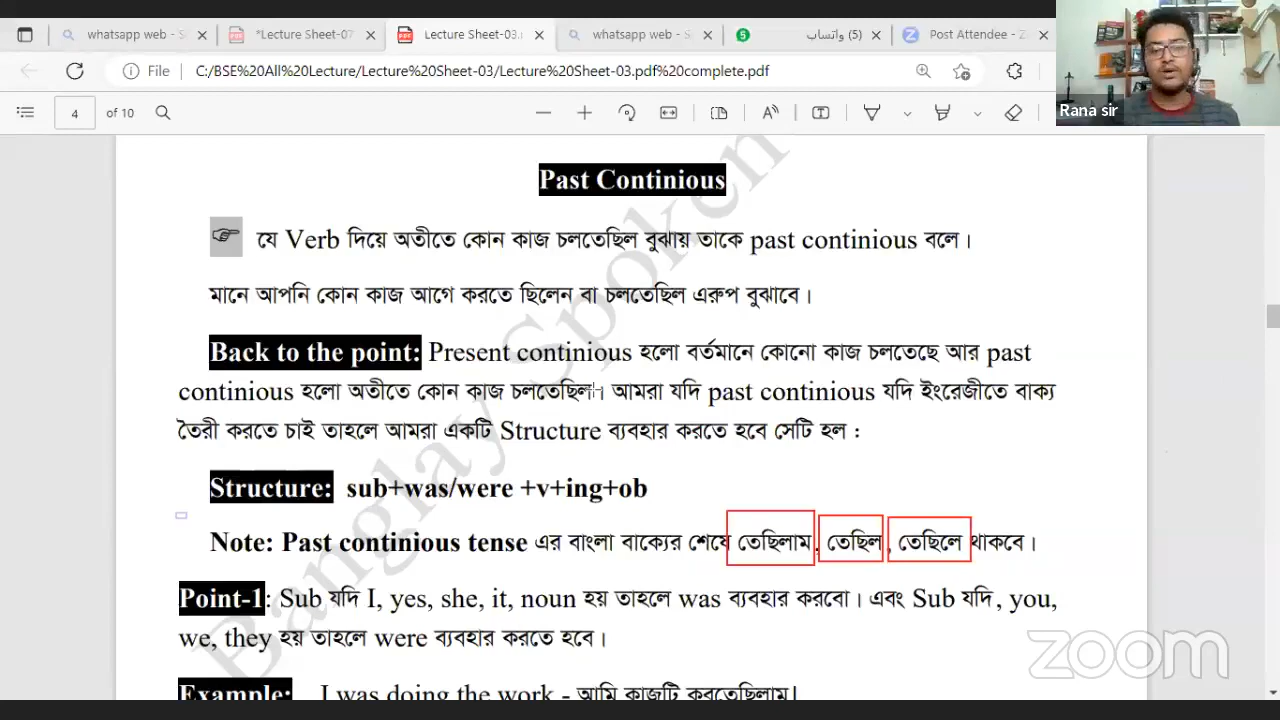 whatsapp web - S
*Lecture Sheet-07
Lecture Sheet-03.
whatsapp web - S
(5) واتساب
Post Attendee - Z
File C:/BSE%20All%20Lecture/Lecture%20Sheet-03/Lecture%20Sheet-03.pdf%20complete.pdf
4 of 10
Rana sir
Past Continious
যে Verb দিয়ে অতীতে কোন কাজ চলতেছিল বুঝায় তাকে past continious বলে।
মানে আপনি কোন কাজ আগে করতে ছিলেন বা চলতেছিল এরুপ বুঝাবে।
Back to the point: Present continious হলো বর্তমানে কোনো কাজ চলতেছে আর past
continious হলো অতীতে কোন কাজ চলতেছিল। আমরা যদি past continious যদি ইংরেজীতে বাক্য
তৈরী করতে চাই তাহলে আমরা একটি Structure ব্যবহার করতে হবে সেটি হল :
Structure: sub+was/were +v+ing+ob
Note: Past continious tense এর বাংলা বাক্যের শেষে তেছিলাম, তেছিল, তেছিলে থাকবে।
Point-1: Sub যদি I, yes, she, it, noun হয় তাহলে was ব্যবহার করবো। এবং Sub যদি, you,
we, they হয় তাহলে were ব্যবহার করতে হবে।
Example: I was doing the work - আমি কাজটি করতেছিলাম।
Banglay Spoken
zoom